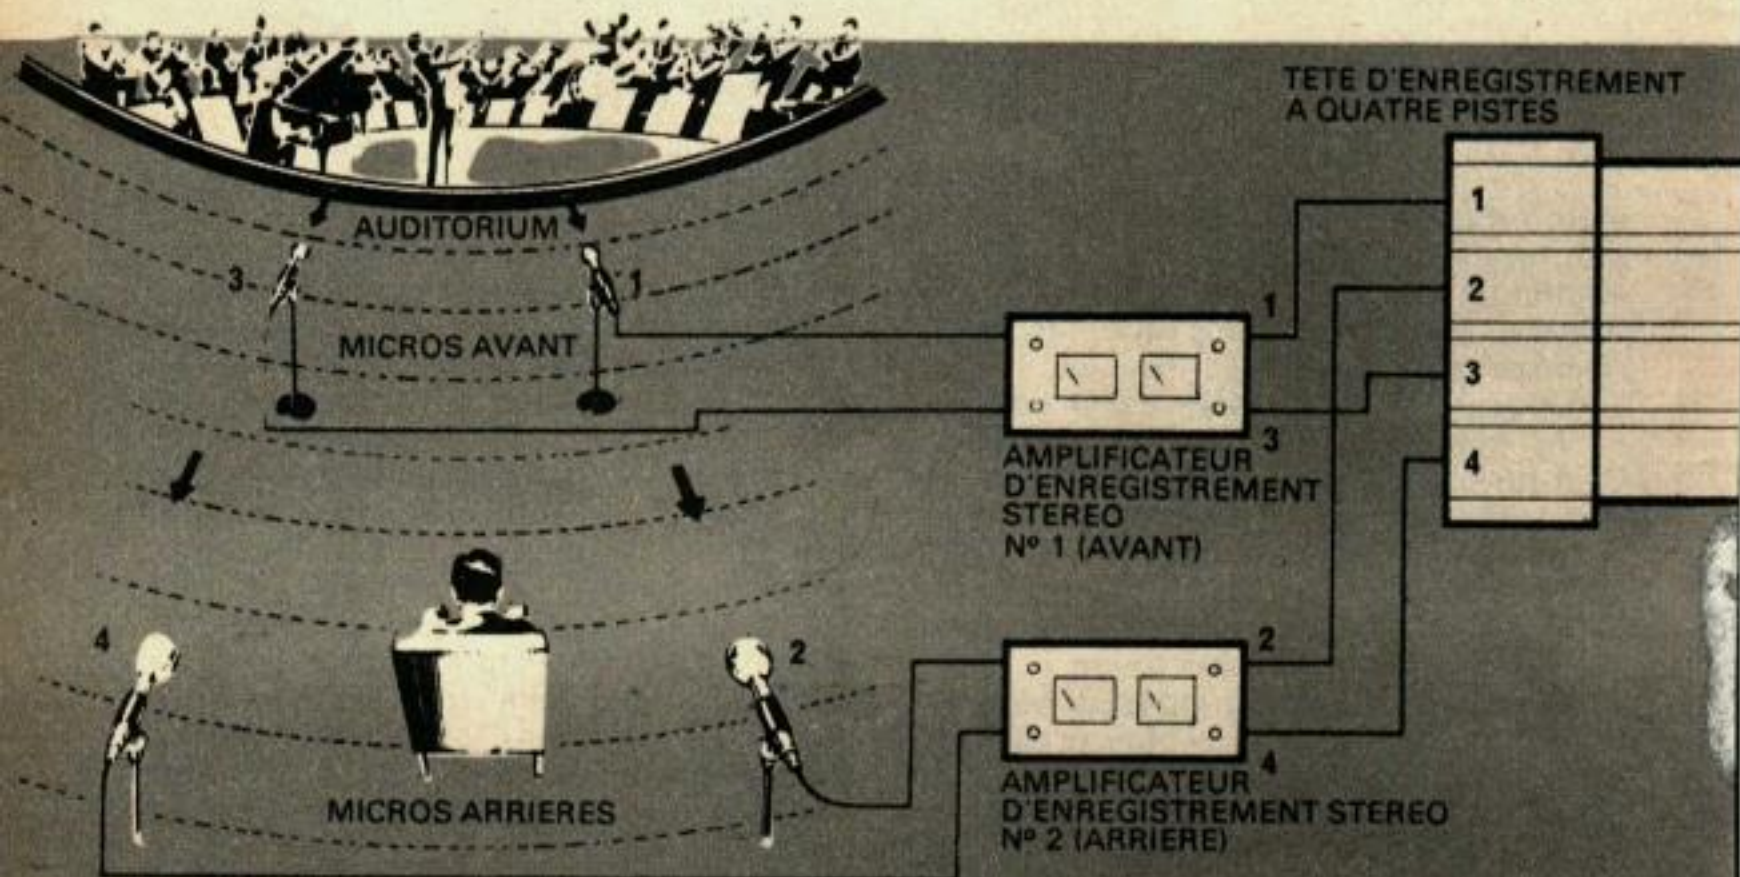 TETE D'ENREGISTREMENT
A QUATRE PISTES
1
2
3
4
AUDITORIUM
3
1
MICROS AVANT
1
3
AMPLIFICATEUR
D'ENREGISTREMENT
STEREO
Nº 1 (AVANT)
4
2
MICROS ARRIERES
2
4
AMPLIFICATEUR
D'ENREGISTREMENT STEREO
Nº 2 (ARRIERE)